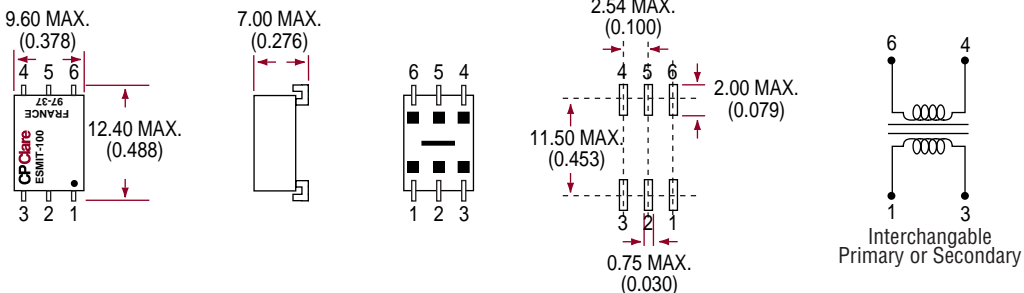 9.60 MAX.
(0.378)
4 5 6
FRANCE
97-37
CPClare
ESMIT-100
3 2 1
12.40 MAX.
(0.488)
7.00 MAX.
(0.276)
6 5 4
1 2 3
2.54 MAX.
(0.100)
4 5 6
2.00 MAX.
(0.079)
11.50 MAX.
(0.453)
3 2 1
0.75 MAX.
(0.030)
6 4
1 3
Interchangable
Primary or Secondary